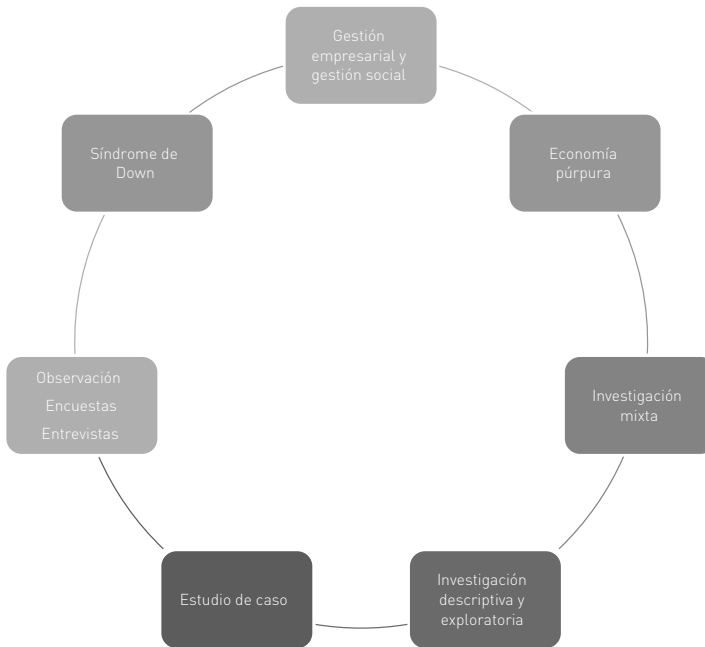 Gestión
empresarial y
gestión social
Síndrome de
Down
Economía
púrpura
Observación
Encuestas
Entrevistas
Investigación
mixta
Estudio de caso
Investigación
descriptiva y
exploratoria